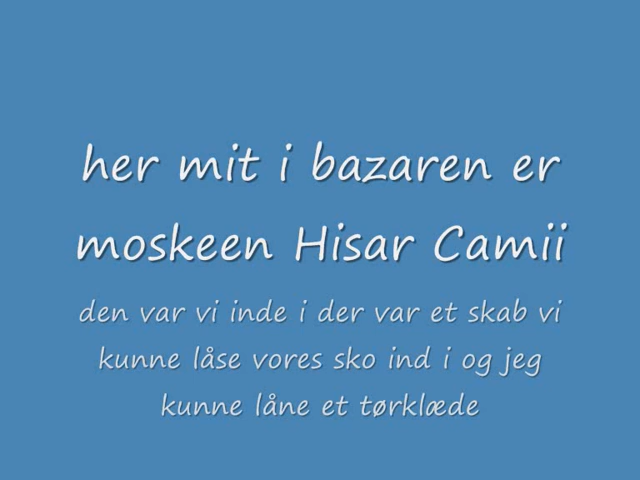 her mit i bazaren er
moskeen Hisar Camii
den var vi inde i der var et skab vi
kunne låse vores sko ind i og jeg
kunne låne et tørklæde